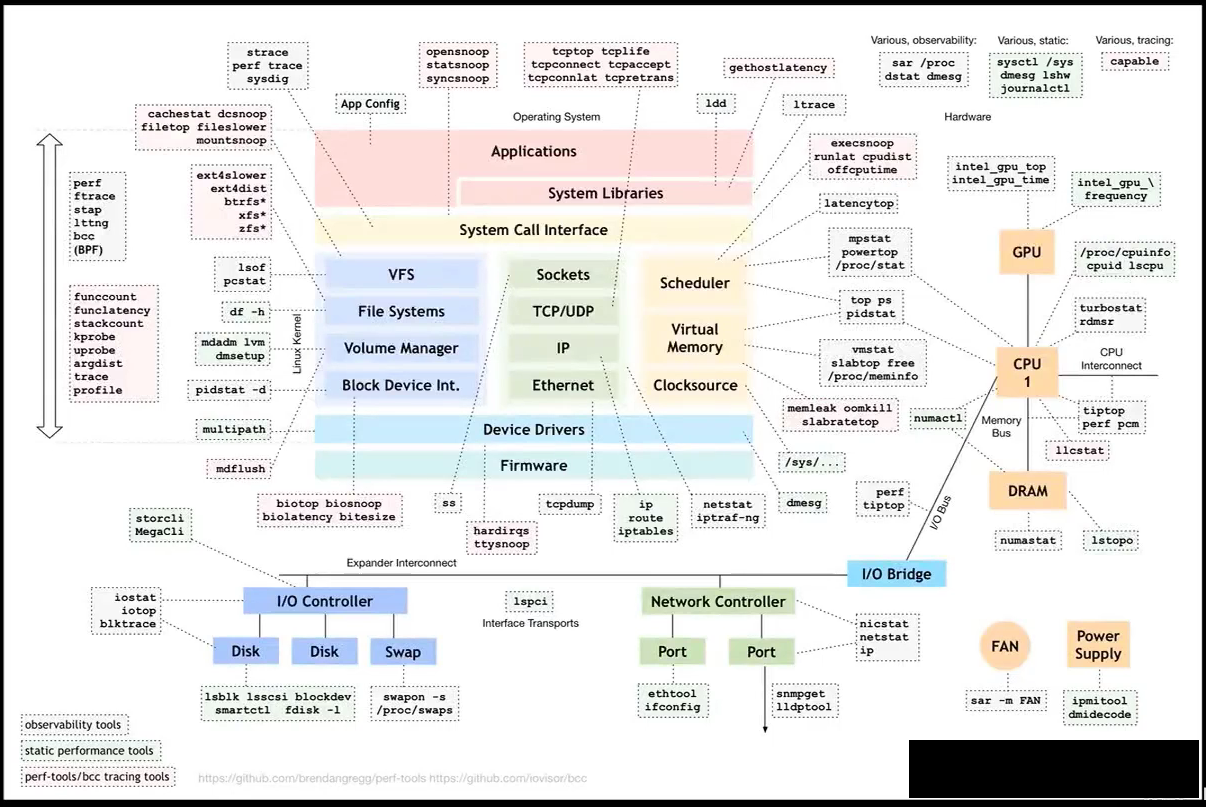 strace
perf trace
sysdig
opensnoop
statsnoop
syncsnoop
tcptop tcplife
tcpconnect tcpaccept
tcpconnlat tcpretrans
gethostlatency
Various, observability:
sar /proc
dstat dmesg
Various, static:
sysctl /sys
dmesg lshw
journalctl
Various, tracing:
capable
App Config
ldd
ltrace
cachestat dcsnoop
filetop fileslower
mountsnoop
Operating System
Hardware
Applications
System Libraries
System Call Interface
execsnoop
runlat cpudist
offcputime
intel_gpu_top
intel_gpu_time
intel_gpu_\
frequency
perf
ftrace
stap
lttng
bcc
(BPF)
ext4slower
ext4dist
btrfs*
xfs*
zfs*
latencytop
mpstat
powertop
/proc/stat
GPU
/proc/cpuinfo
cpuid lscpu
lsof
pcstat
VFS
Sockets
Scheduler
funccount
funclatency
stackcount
kprobe
uprobe
argdist
trace
profile
df -h
File Systems
TCP/UDP
top ps
pidstat
turbostat
rdmsr
Linux Kernel
mdadm lvm
dmsetup
Volume Manager
IP
Virtual
Memory
vmstat
slabtop free
/proc/meminfo
CPU
1
CPU
Interconnect
pidstat -d
Block Device Int.
Ethernet
Clocksource
memleak oomkill
slabratetop
numactl
Memory
Bus
tiptop
perf pcm
multipath
Device Drivers
llcstat
mdflush
Firmware
/sys/...
DRAM
biotop biosnoop
biolatency bitesize
ss
hardirqs
ttysnoop
tcpdump
ip
route
iptables
netstat
iptraf-ng
dmesg
perf
tiptop
I/O Bus
numastat
lstopo
storcli
MegaCli
Expander Interconnect
I/O Bridge
iostat
iotop
blktrace
I/O Controller
lspci
Interface Transports
Network Controller
nicstat
netstat
ip
Disk
Disk
Swap
Port
Port
FAN
Power
Supply
lsblk lsscsi blockdev
smartctl fdisk -l
swapon -s
/proc/swaps
ethtool
ifconfig
snmpget
lldptool
sar -m FAN
ipmitool
dmidecode
observability tools
static performance tools
perf-tools/bcc tracing tools
https://github.com/brendangregg/perf-tools https://github.com/iovisor/bcc